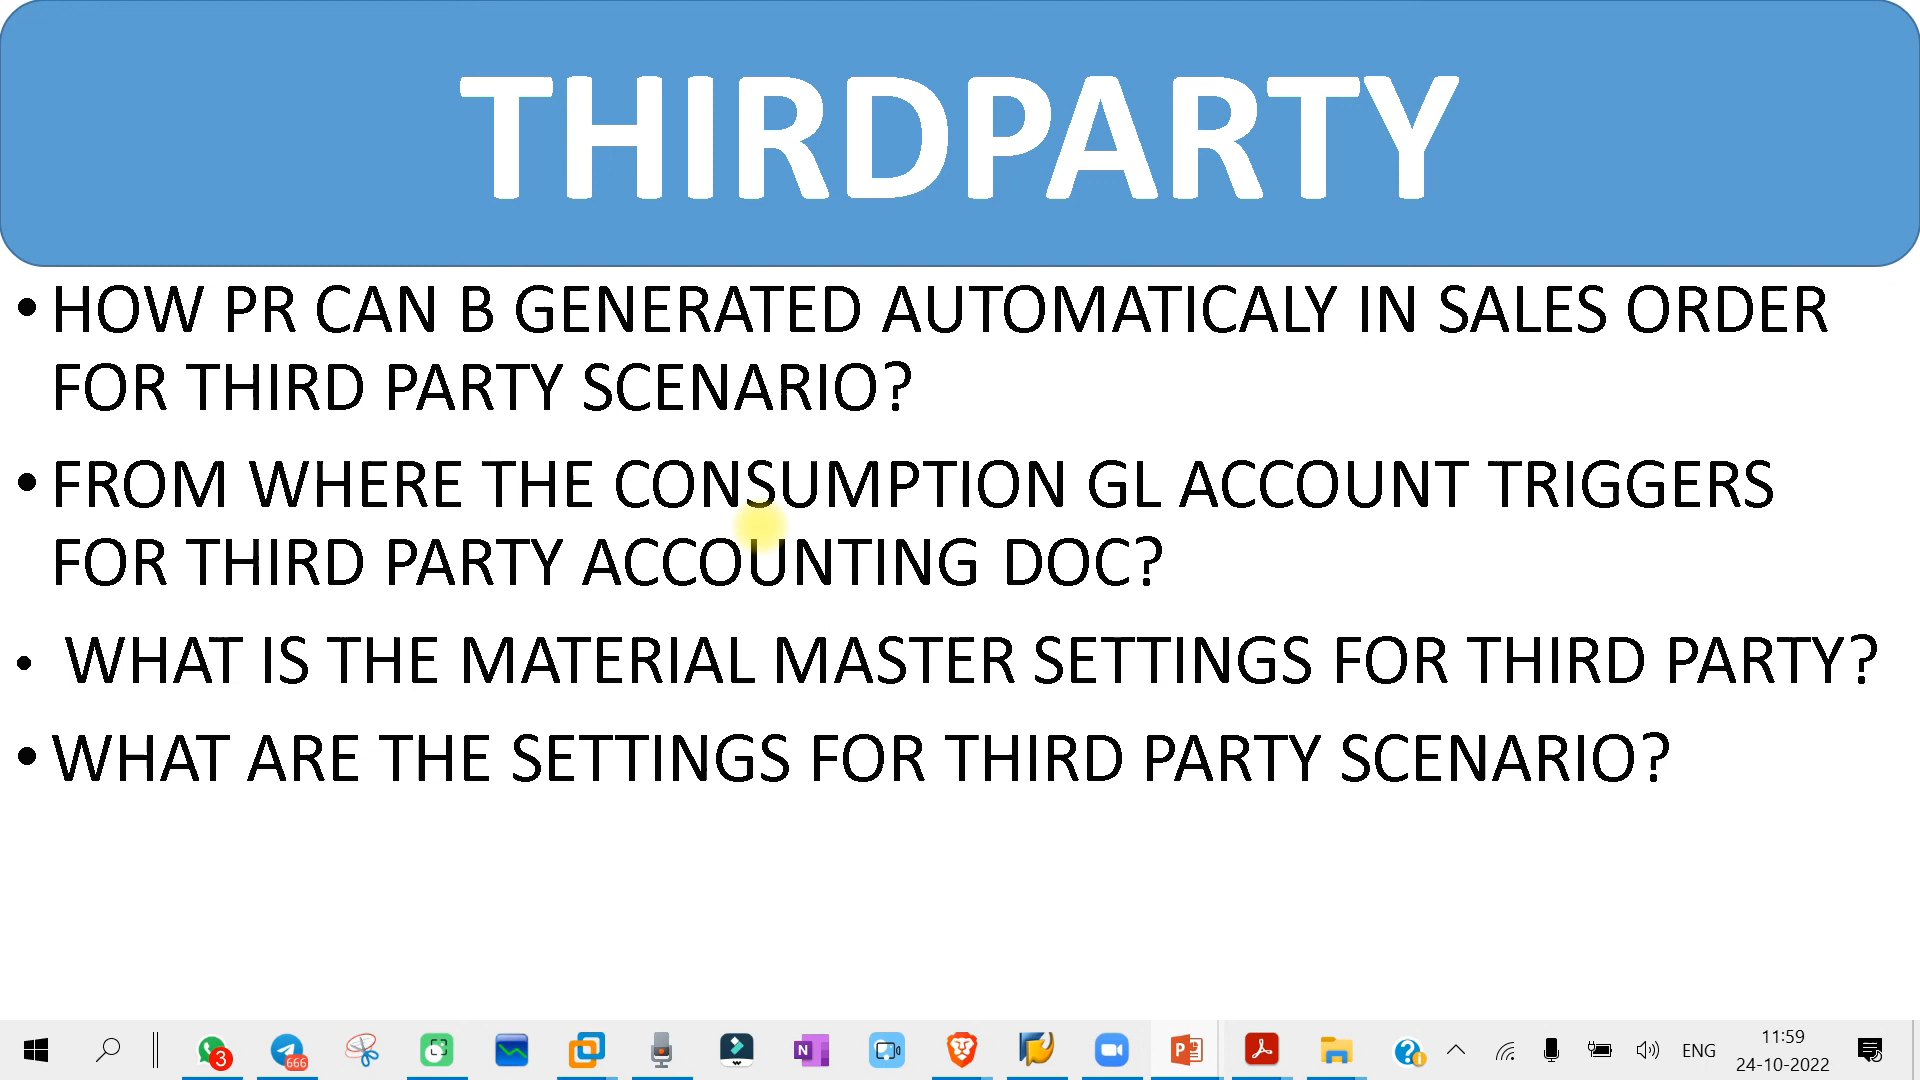 THIRDPARTY
• HOW PR CAN B GENERATED AUTOMATICALY IN SALES ORDER
FOR THIRD PARTY SCENARIO?
• FROM WHERE THE CONSUMPTION GL ACCOUNT TRIGGERS
FOR THIRD PARTY ACCOUNTING DOC?
• WHAT IS THE MATERIAL MASTER SETTINGS FOR THIRD PARTY?
• WHAT ARE THE SETTINGS FOR THIRD PARTY SCENARIO?
3
666
N
P
ENG
11:59
24-10-2022